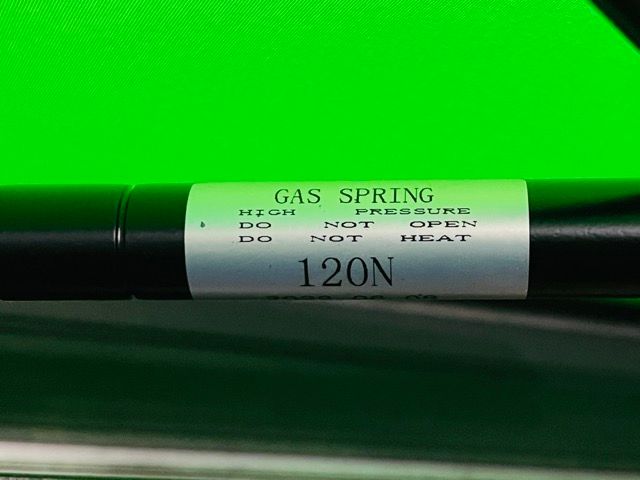 GAS SPRING
HIGH PRESSURE
DO NOT OPEN
DO NOT HEAT
120N